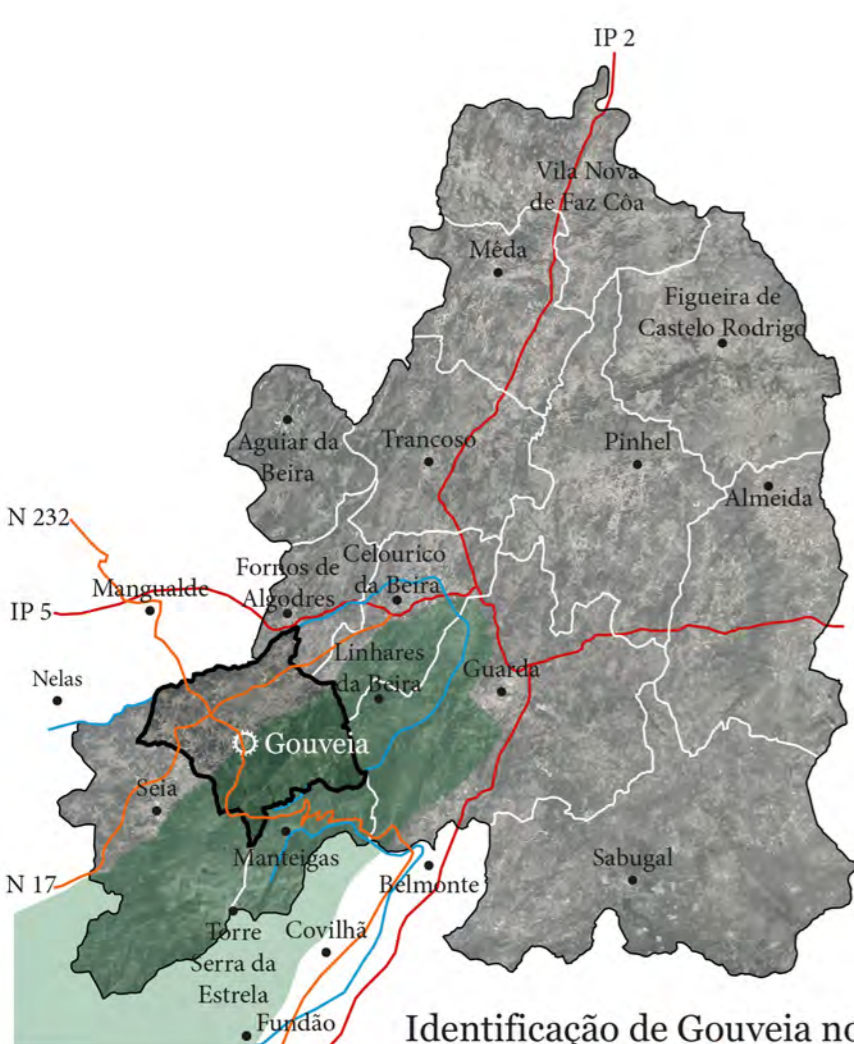 IP 2
Vila Nova
de Faz Côa
Mêda
Figueira de
Castelo Rodrigo
Aguiar da
Beira
Trancoso
Pinhel
Almeida
N 232
Mangualde
Fornos de
Algodres
Celourico
da Beira
IP 5
Nelas
Linhares
da Beira
Guarda
Gouveia
Seia
Manteigas
N 17
Belmonte
Sabugal
Torre
Serra da
Estrela
Covilhã
Fundão
Identificação de Gouveia no